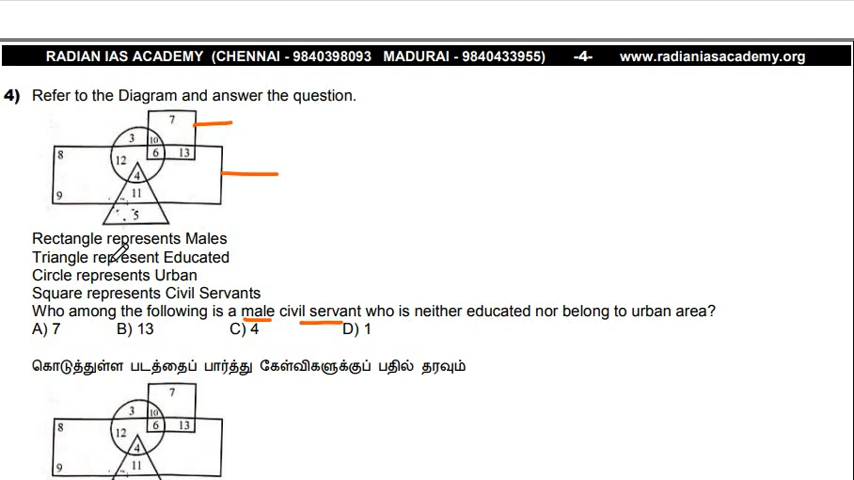 RADIAN IAS ACADEMY (CHENNAI - 9840398093 MADURAI - 9840433955) -4- www.radianiasacademy.org
4) Refer to the Diagram and answer the question.
7
3 10
8 12 6 13
4
9 11
5
Rectangle represents Males
Triangle represent Educated
Circle represents Urban
Square represents Civil Servants
Who among the following is a male civil servant who is neither educated nor belong to urban area?
A) 7 B) 13 C) 4 D) 1
கொடுத்துள்ள படத்தைப் பார்த்து கேள்விகளுக்குப் பதில் தரவும்
7
3 10
8 12 6 13
4
9 11